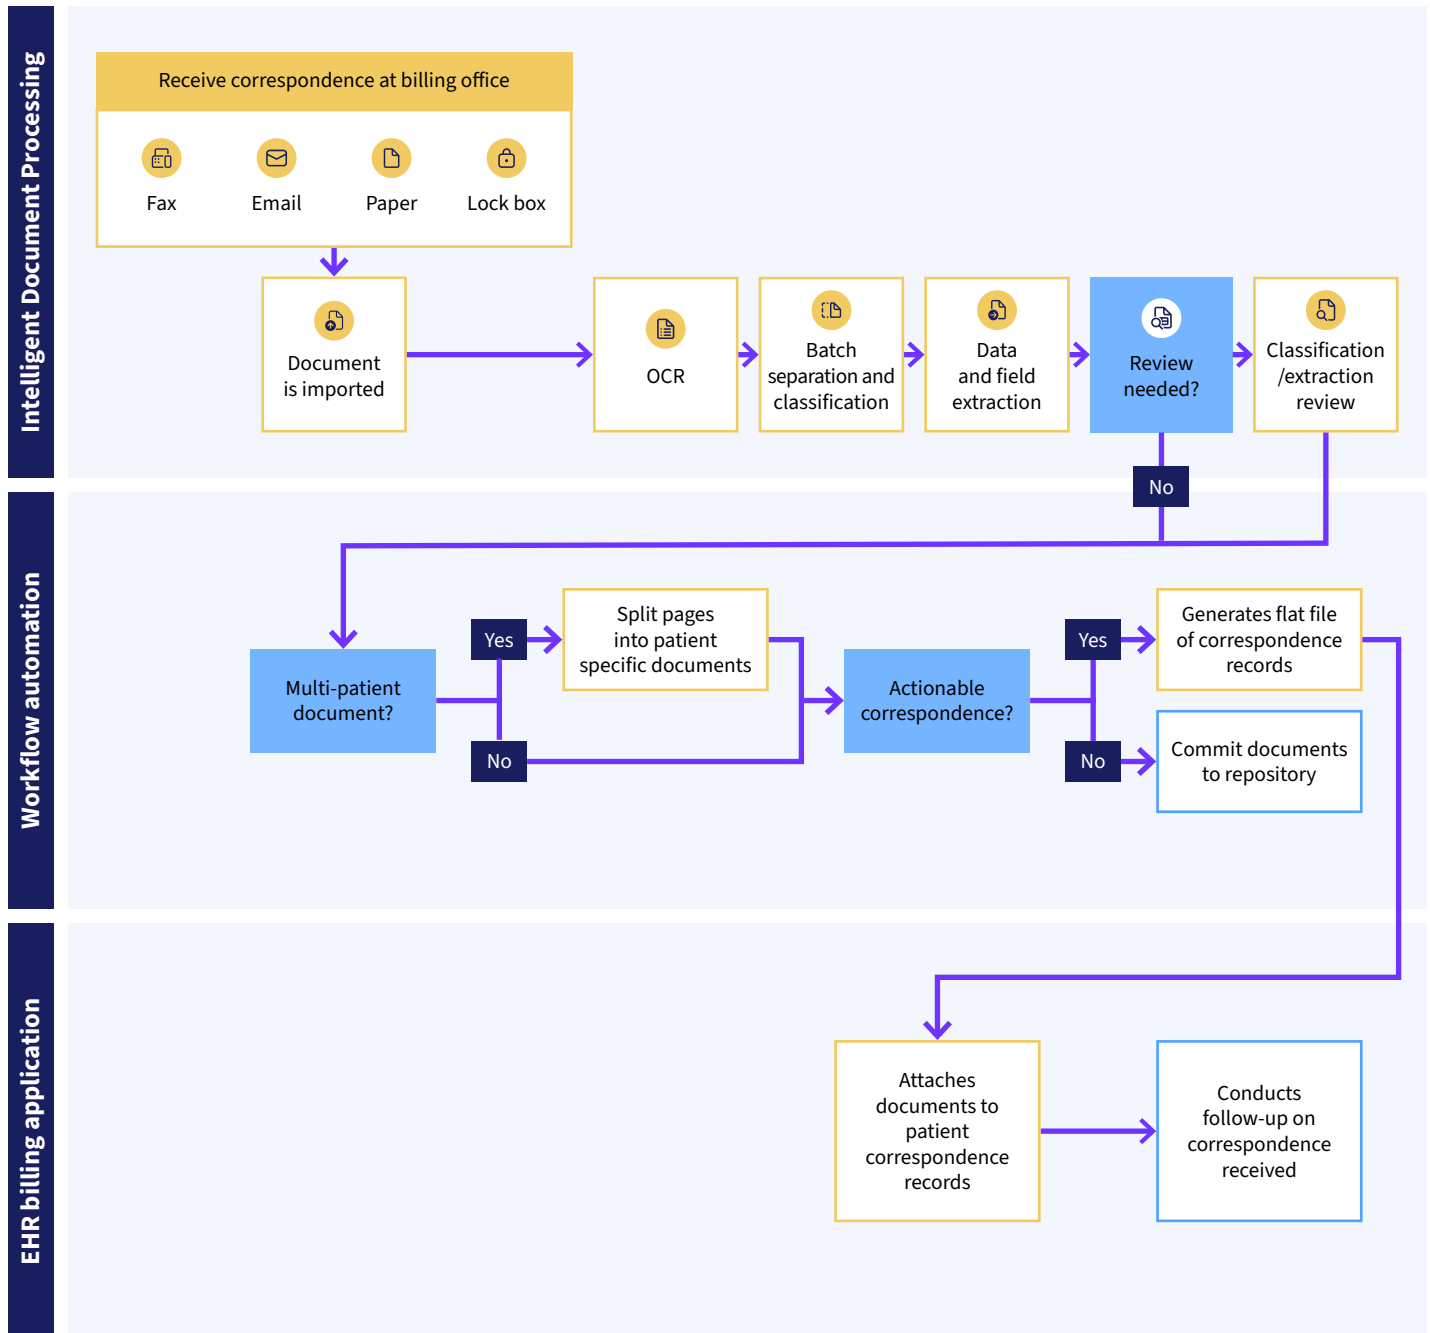 Intelligent Document Processing
Receive correspondence at billing office
Fax
Email
Paper
Lock box
Document
is imported
OCR
Batch
separation and
classification
Data
and field
extraction
Review
needed?
Classification
/extraction
review
No
Workflow automation
Multi-patient
document?
Yes
No
Split pages
into patient
specific documents
Actionable
correspondence?
Yes
No
Generates flat file
of correspondence
records
Commit documents
to repository
EHR billing application
Attaches
documents to
patient
correspondence
records
Conducts
follow-up on
correspondence
received